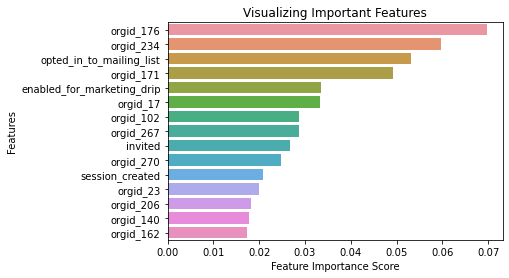 Visualizing Important Features
Features
orgid_176
orgid_234
opted_in_to_mailing_list
orgid_171
enabled_for_marketing_drip
orgid_17
orgid_102
orgid_267
invited
orgid_270
session_created
orgid_23
orgid_206
orgid_140
orgid_162
0.00 0.01 0.02 0.03 0.04 0.05 0.06 0.07
Feature Importance Score